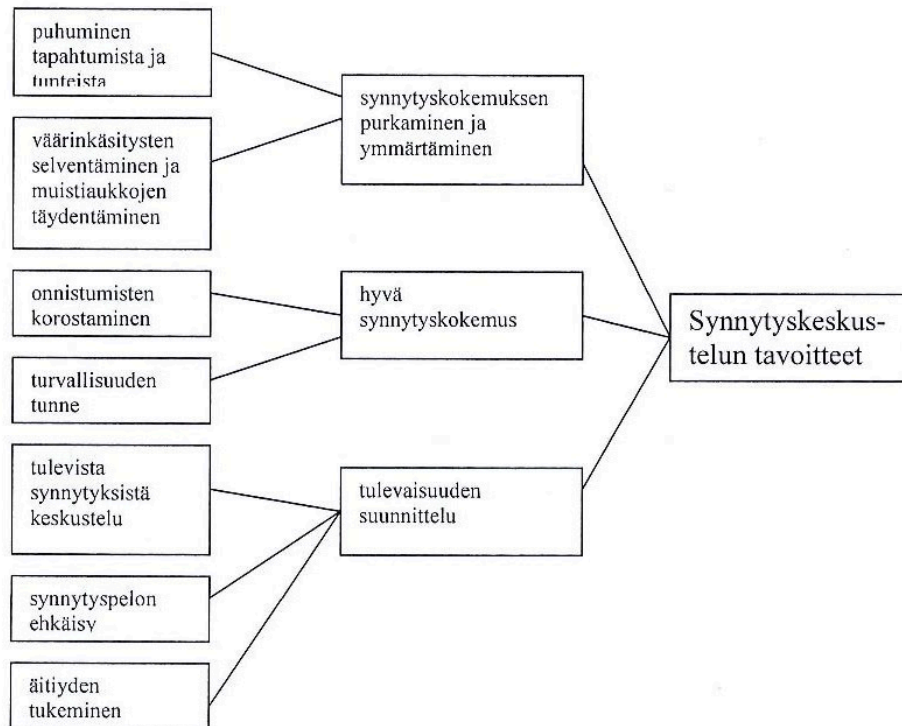 puhuminen
tapahtumista ja
tunteista
väärinkäsitysten
selventäminen ja
muistiaukkojen
täydentäminen
onnistumisten
korostaminen
turvallisuuden
tunne
tulevista
synnytyksistä
keskustelu
synnytyspelon
ehkäisy
äitiyden
tukeminen
synnytyskokemuksen
purkaminen ja
ymmärtäminen
hyvä
synnytyskokemus
tulevaisuuden
suunnittelu
Synnytyskeskus-
telun tavoitteet